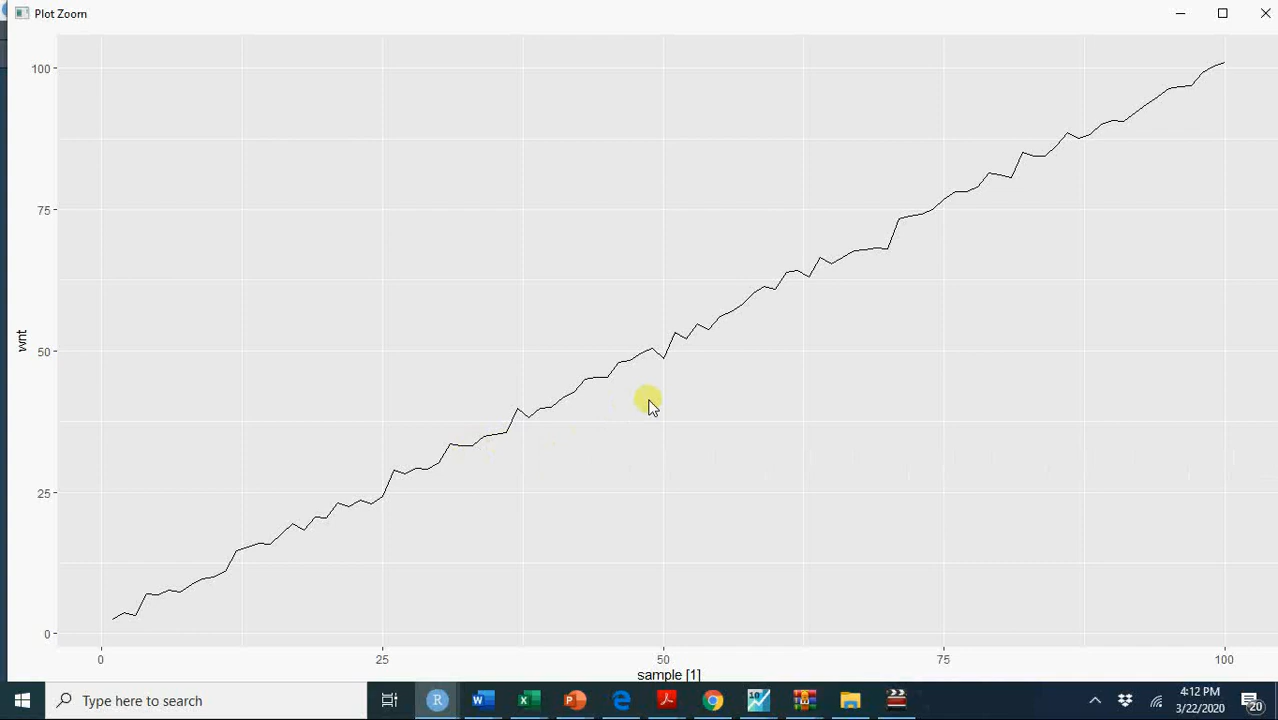 Plot Zoom
100
75
50
25
0
wnt
0 25 50 75 100
sample [1]
Type here to search
4:12 PM
3/22/2020
20